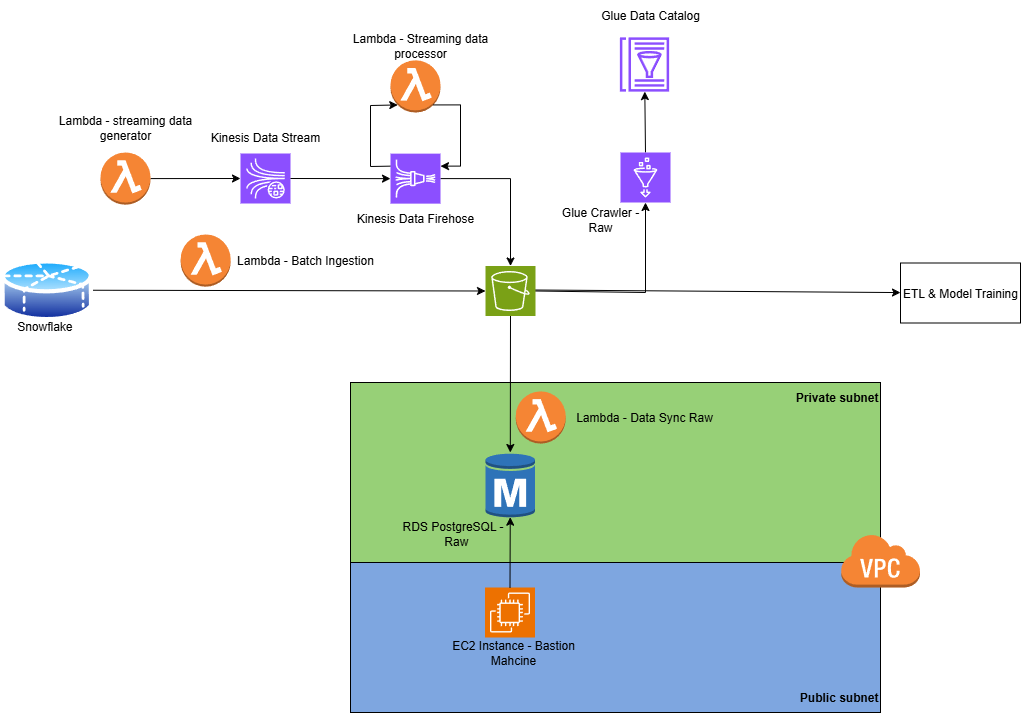 Glue Data Catalog
Lambda - Streaming data
processor
Lambda - streaming data
generator
Kinesis Data Stream
Kinesis Data Firehose
Glue Crawler -
Raw
Lambda - Batch Ingestion
Snowflake
ETL & Model Training
Private subnet
Lambda - Data Sync Raw
M
RDS PostgreSQL -
Raw
VPC
EC2 Instance - Bastion
Mahcine
Public subnet